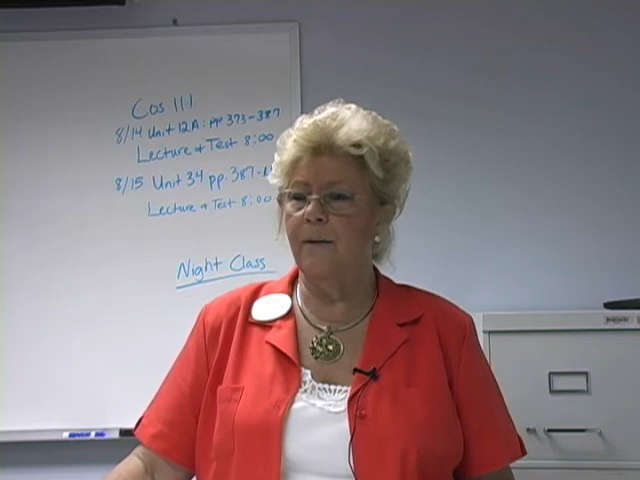 Cos 111
8/14 Unit 12A: pp 373-387
Lecture & Test 8:00
8/15 Unit 34 pp. 387-
Lecture & Test 8:00
Night Class